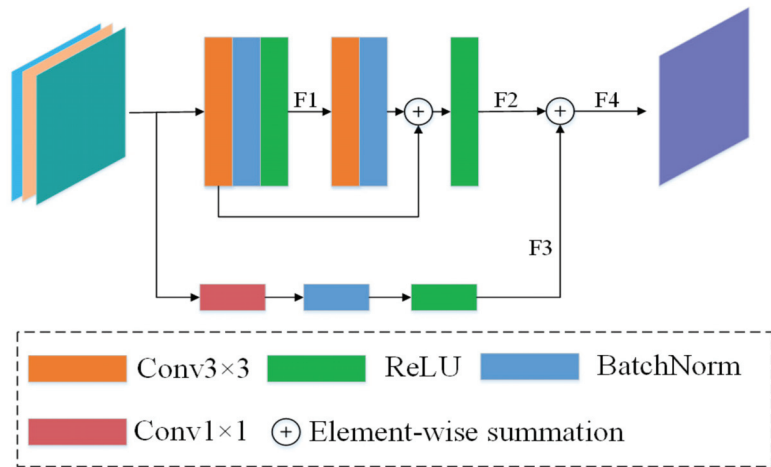 F1
F2
F4
F3
Conv3×3
ReLU
BatchNorm
Conv1×1
Element-wise summation